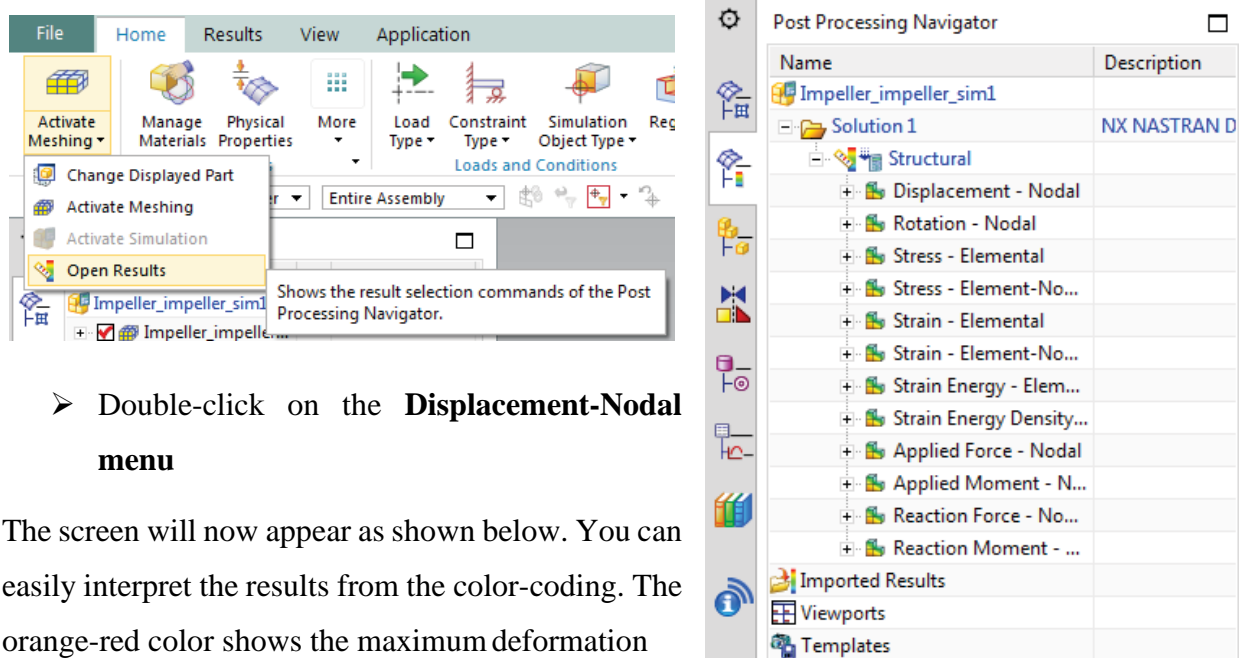 File Home Results View Application
Activate Meshing
Manage Materials
Physical Properties
More
Load Type
Constraint Type
Simulation Object Type
Reg
Loads and Conditions
Change Displayed Part
Entire Assembly
Activate Meshing
Activate Simulation
Open Results
Shows the result selection commands of the Post
Processing Navigator.
Impeller_impeller_sim1
Impeller_impeller...
➢ Double-click on the Displacement-Nodal
menu
The screen will now appear as shown below. You can
easily interpret the results from the color-coding. The
orange-red color shows the maximum deformation
Post Processing Navigator
Name Description
Impeller_impeller_sim1
Solution 1 NX NASTRAN D
Structural
Displacement - Nodal
Rotation - Nodal
Stress - Elemental
Stress - Element-No...
Strain - Elemental
Strain - Element-No...
Strain Energy - Elem...
Strain Energy Density...
Applied Force - Nodal
Applied Moment - N...
Reaction Force - No...
Reaction Moment - ...
Imported Results
Viewports
Templates